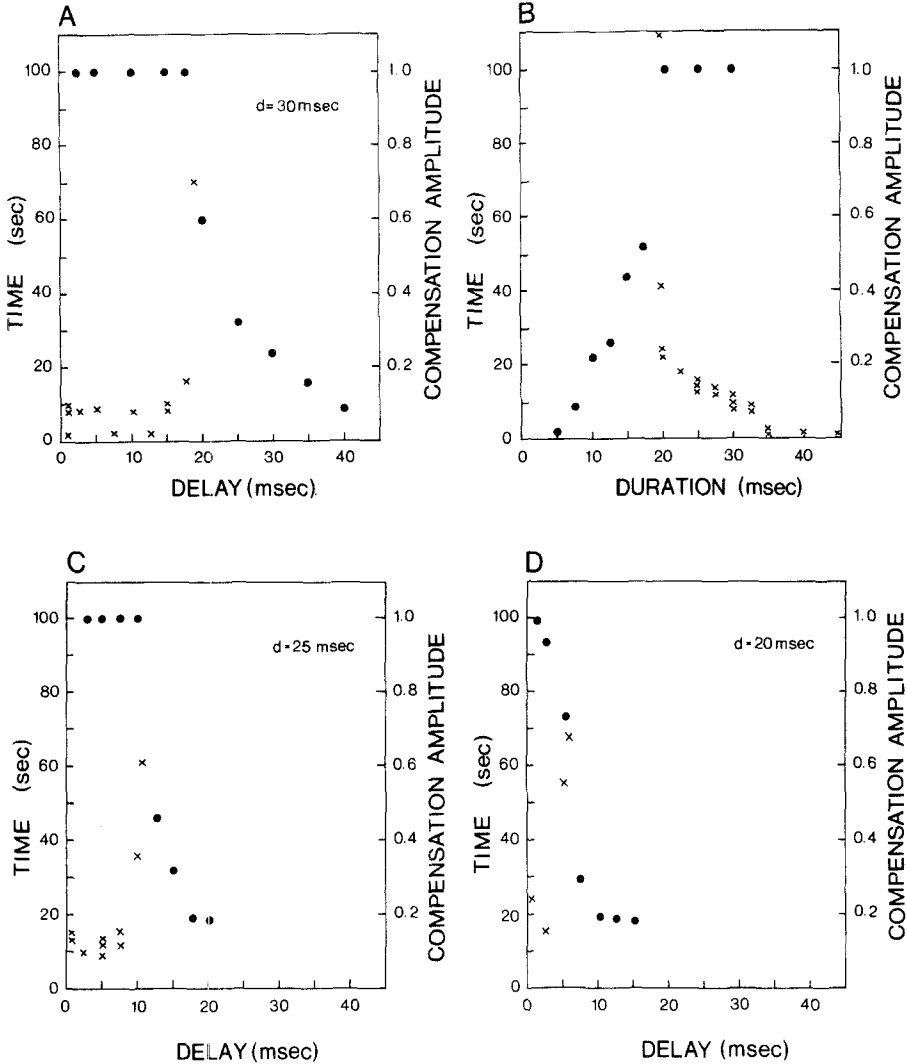 A
B
100
80
60
40
20
0
TIME (sec)
1.0
0.8
0.6
0.4
0.2
COMPENSATION AMPLITUDE
d=30msec
0 10 20 30 40
DELAY (msec).
100
80
60
40
20
0
TIME (sec)
1.0
0.8
0.6
0.4
0.2
COMPENSATION AMPLITUDE
0 10 20 30 40
DURATION (msec)
C
D
100
80
60
40
20
0
TIME (sec)
1.0
0.8
0.6
0.4
0.2
COMPENSATION AMPLITUDE
d=25 msec
0 10 20 30 40
DELAY (msec)
100
80
60
40
20
0
TIME (sec)
1.0
0.8
0.6
0.4
0.2
COMPENSATION AMPLITUDE
d=20msec
0 10 20 30 40
DELAY (msec)